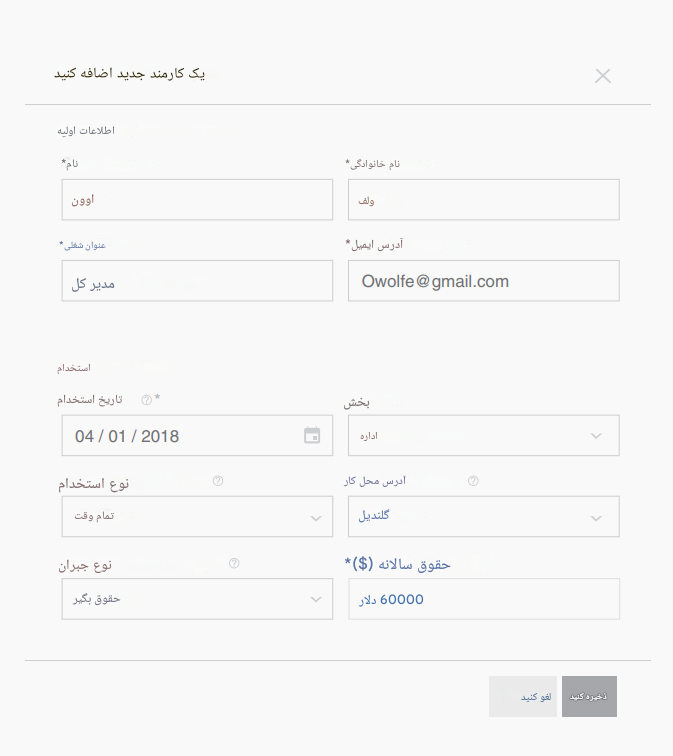 یک کارمند جدید اضافه کنید
اطلاعات اولیه
نام*
نام خانوادگی*
اوون
ولف
عنوان شغلی*
آدرس ایمیل*
مدیر کل
Owolfe@gmail.com
استخدام
تاریخ استخدام ? *
بخش
04 / 01 / 2018
اداره
نوع استخدام ?
آدرس محل کار ?
تمام وقت
گلندیل
نوع جبران ?
حقوق سالانه ($)*
حقوق بگیر
60000 دلار
لغو کنید
ذخیره کنید